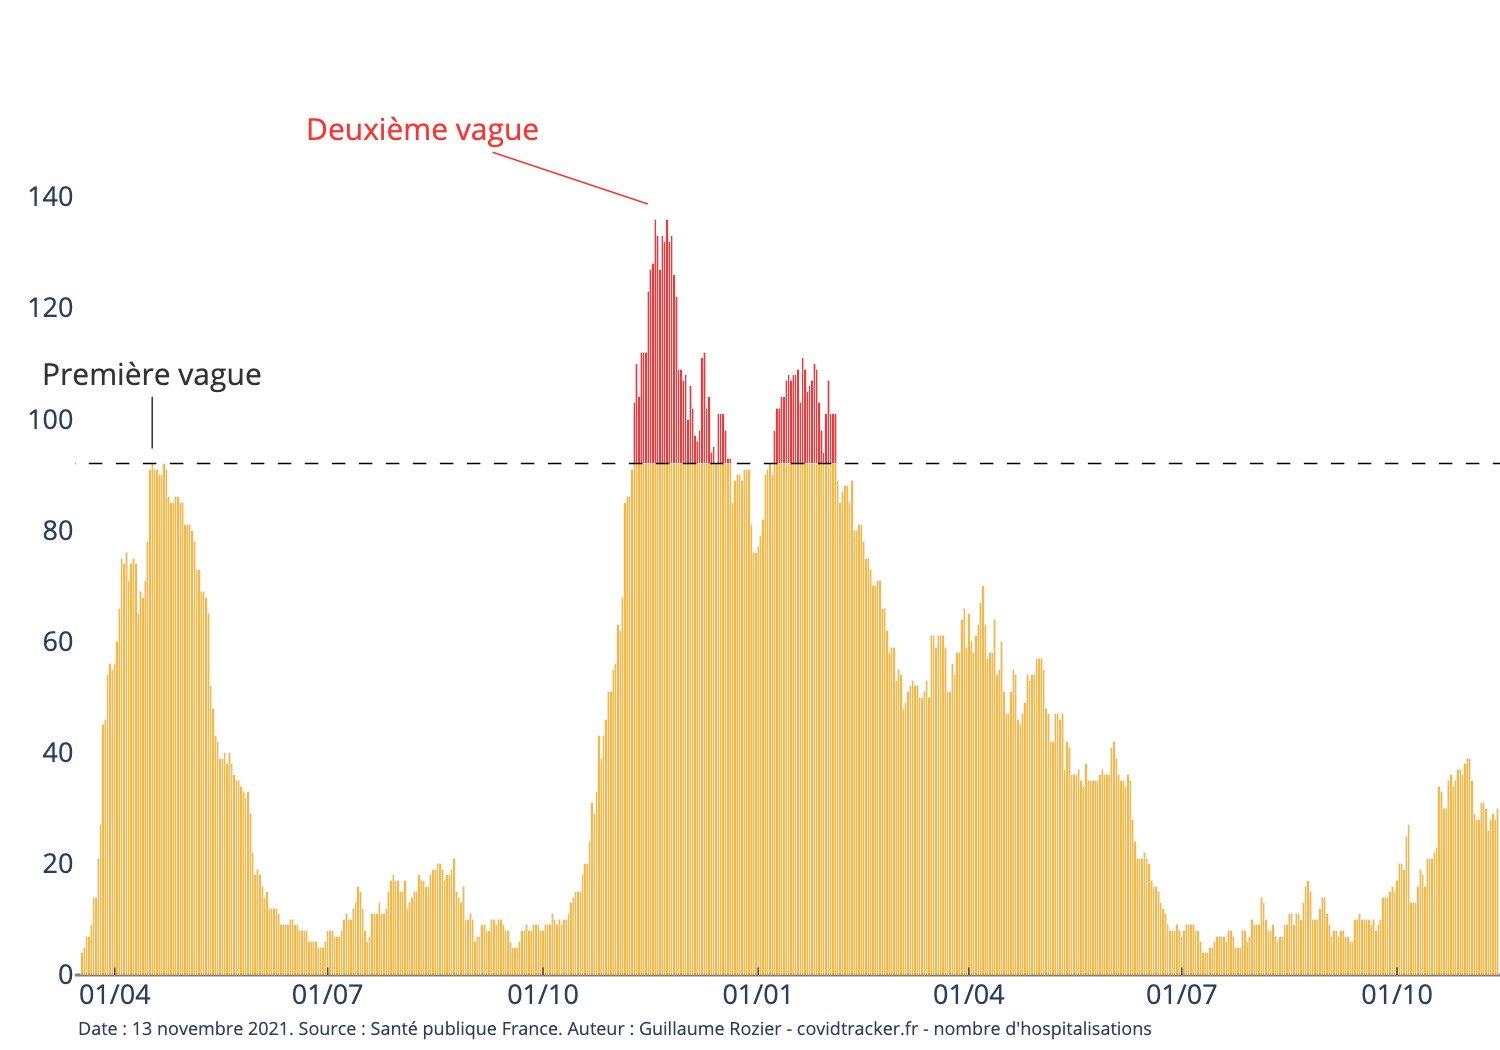 Deuxième vague
140
120
Première vague
100
80
60
40
20
0
01/04 01/07 01/10 01/01 01/04 01/07 01/10
Date : 13 novembre 2021. Source : Santé publique France. Auteur : Guillaume Rozier - covidtracker.fr - nombre d'hospitalisations